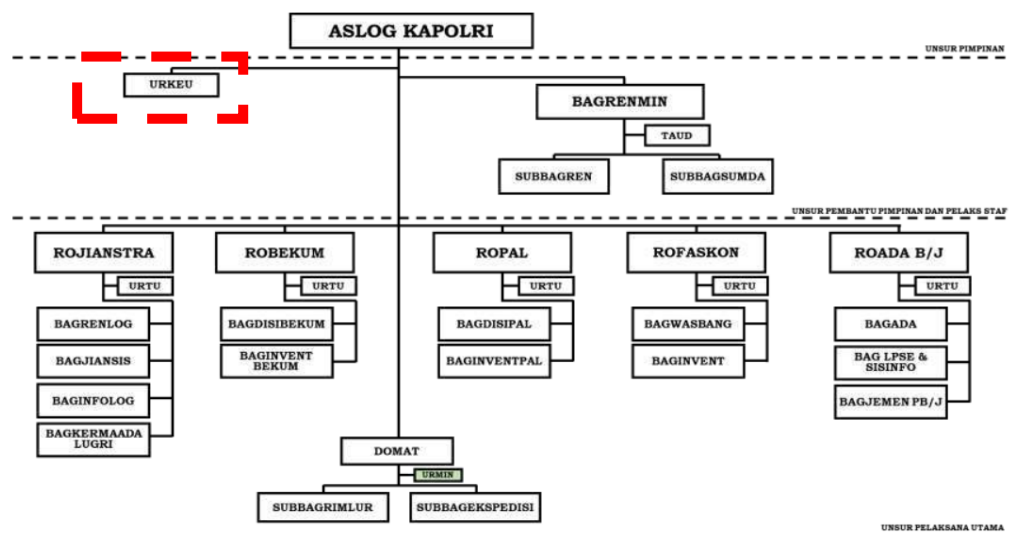 ASLOG KAPOLRI
UNSUR PIMPINAN
URKEU
BAGRENMIN
TAUD
SUBBAGREN
SUBBAGSUMDA
UNSUR PEMBANTU PIMPINAN DAN PELAKS STAF
ROJIANSTRA
ROBEKUM
ROPAL
ROFASKON
ROADA B/J
URTU
URTU
URTU
URTU
URTU
BAGRENLOG
BAGDISIBEKUM
BAGDISIPAL
BAGWASBANG
BAGADA
BAGJIANSIS
BAGINVENT
BEKUM
BAGINVENTPAL
BAGINVENT
BAG LPSE &
SISINFO
BAGINFOLOG
BAGJEMEN PB/J
BAGKERMAADA
LUGRI
DOMAT
URMIN
SUBBAGRIMLUR
SUBBAGEKSPEDISI
UNSUR PELAKSANA UTAMA